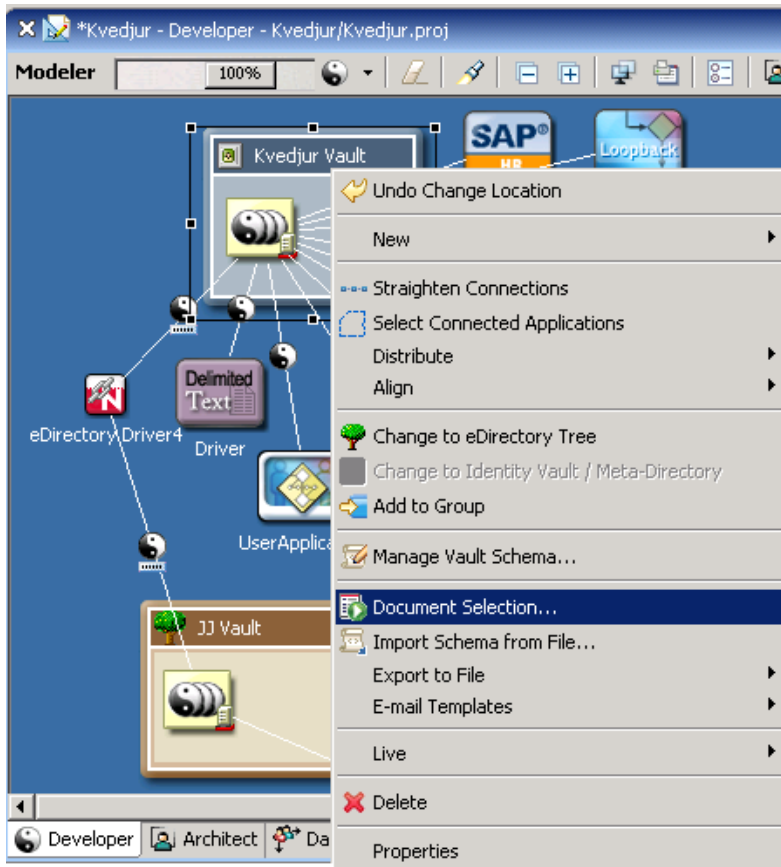 *Kvedjur - Developer - Kvedjur/Kvedjur.proj
Modeler
100%
Kvedjur Vault
SAP®
HR
Loopback
Undo Change Location
New
Straighten Connections
Select Connected Applications
Distribute
Align
Delimited
Text
eDirectory Driver4
Driver
Change to eDirectory Tree
Change to Identity Vault / Meta-Directory
Add to Group
UserApplica
Manage Vault Schema...
Document Selection...
JJ Vault
Import Schema from File...
Export to File
E-mail Templates
Live
Delete
Developer
Architect
Da
Properties